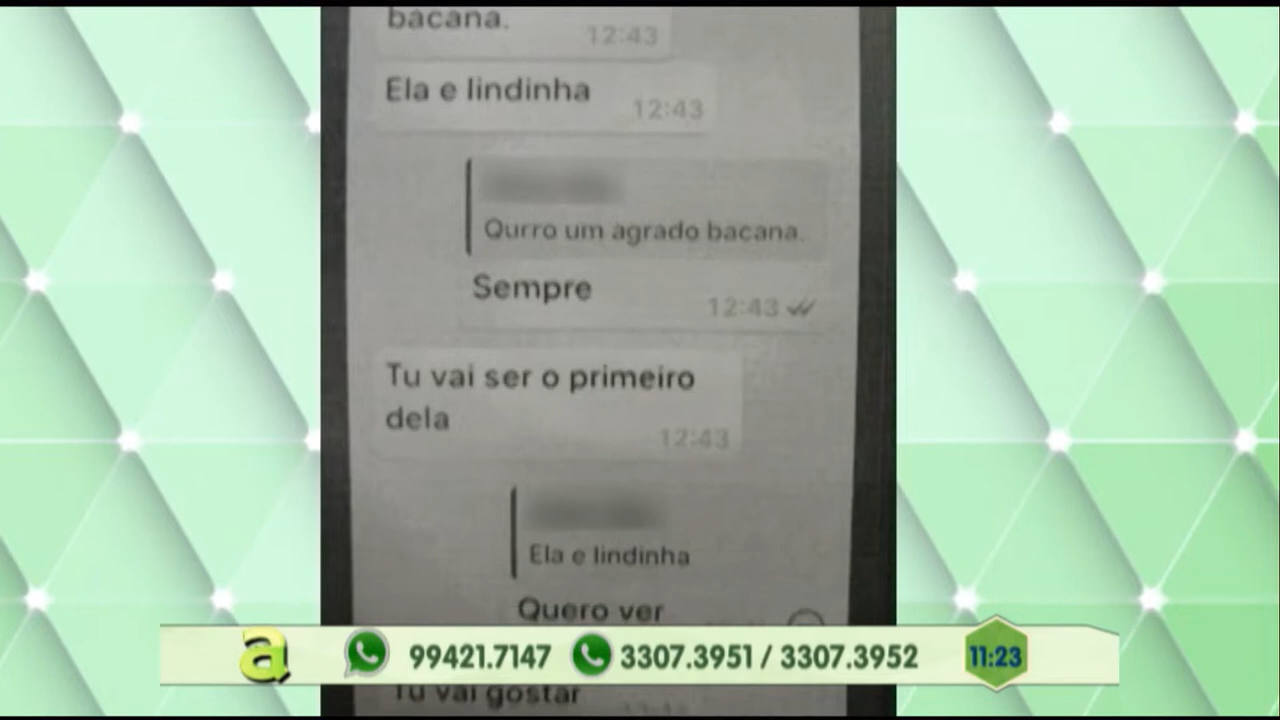 bacana.
12:43
Ela e lindinha
12:43
Qurro um agrado bacana.
Sempre
12:43
Tu vai ser o primeiro
dela
12:43
Ela e lindinha
Quero ver
a 99421.7147 3307.3951 / 3307.3952 11:23
Tu vai gostar